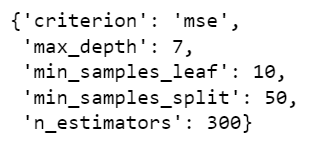 {'criterion': 'mse',
'max_depth': 7,
'min_samples_leaf': 10,
'min_samples_split': 50,
'n_estimators': 300}